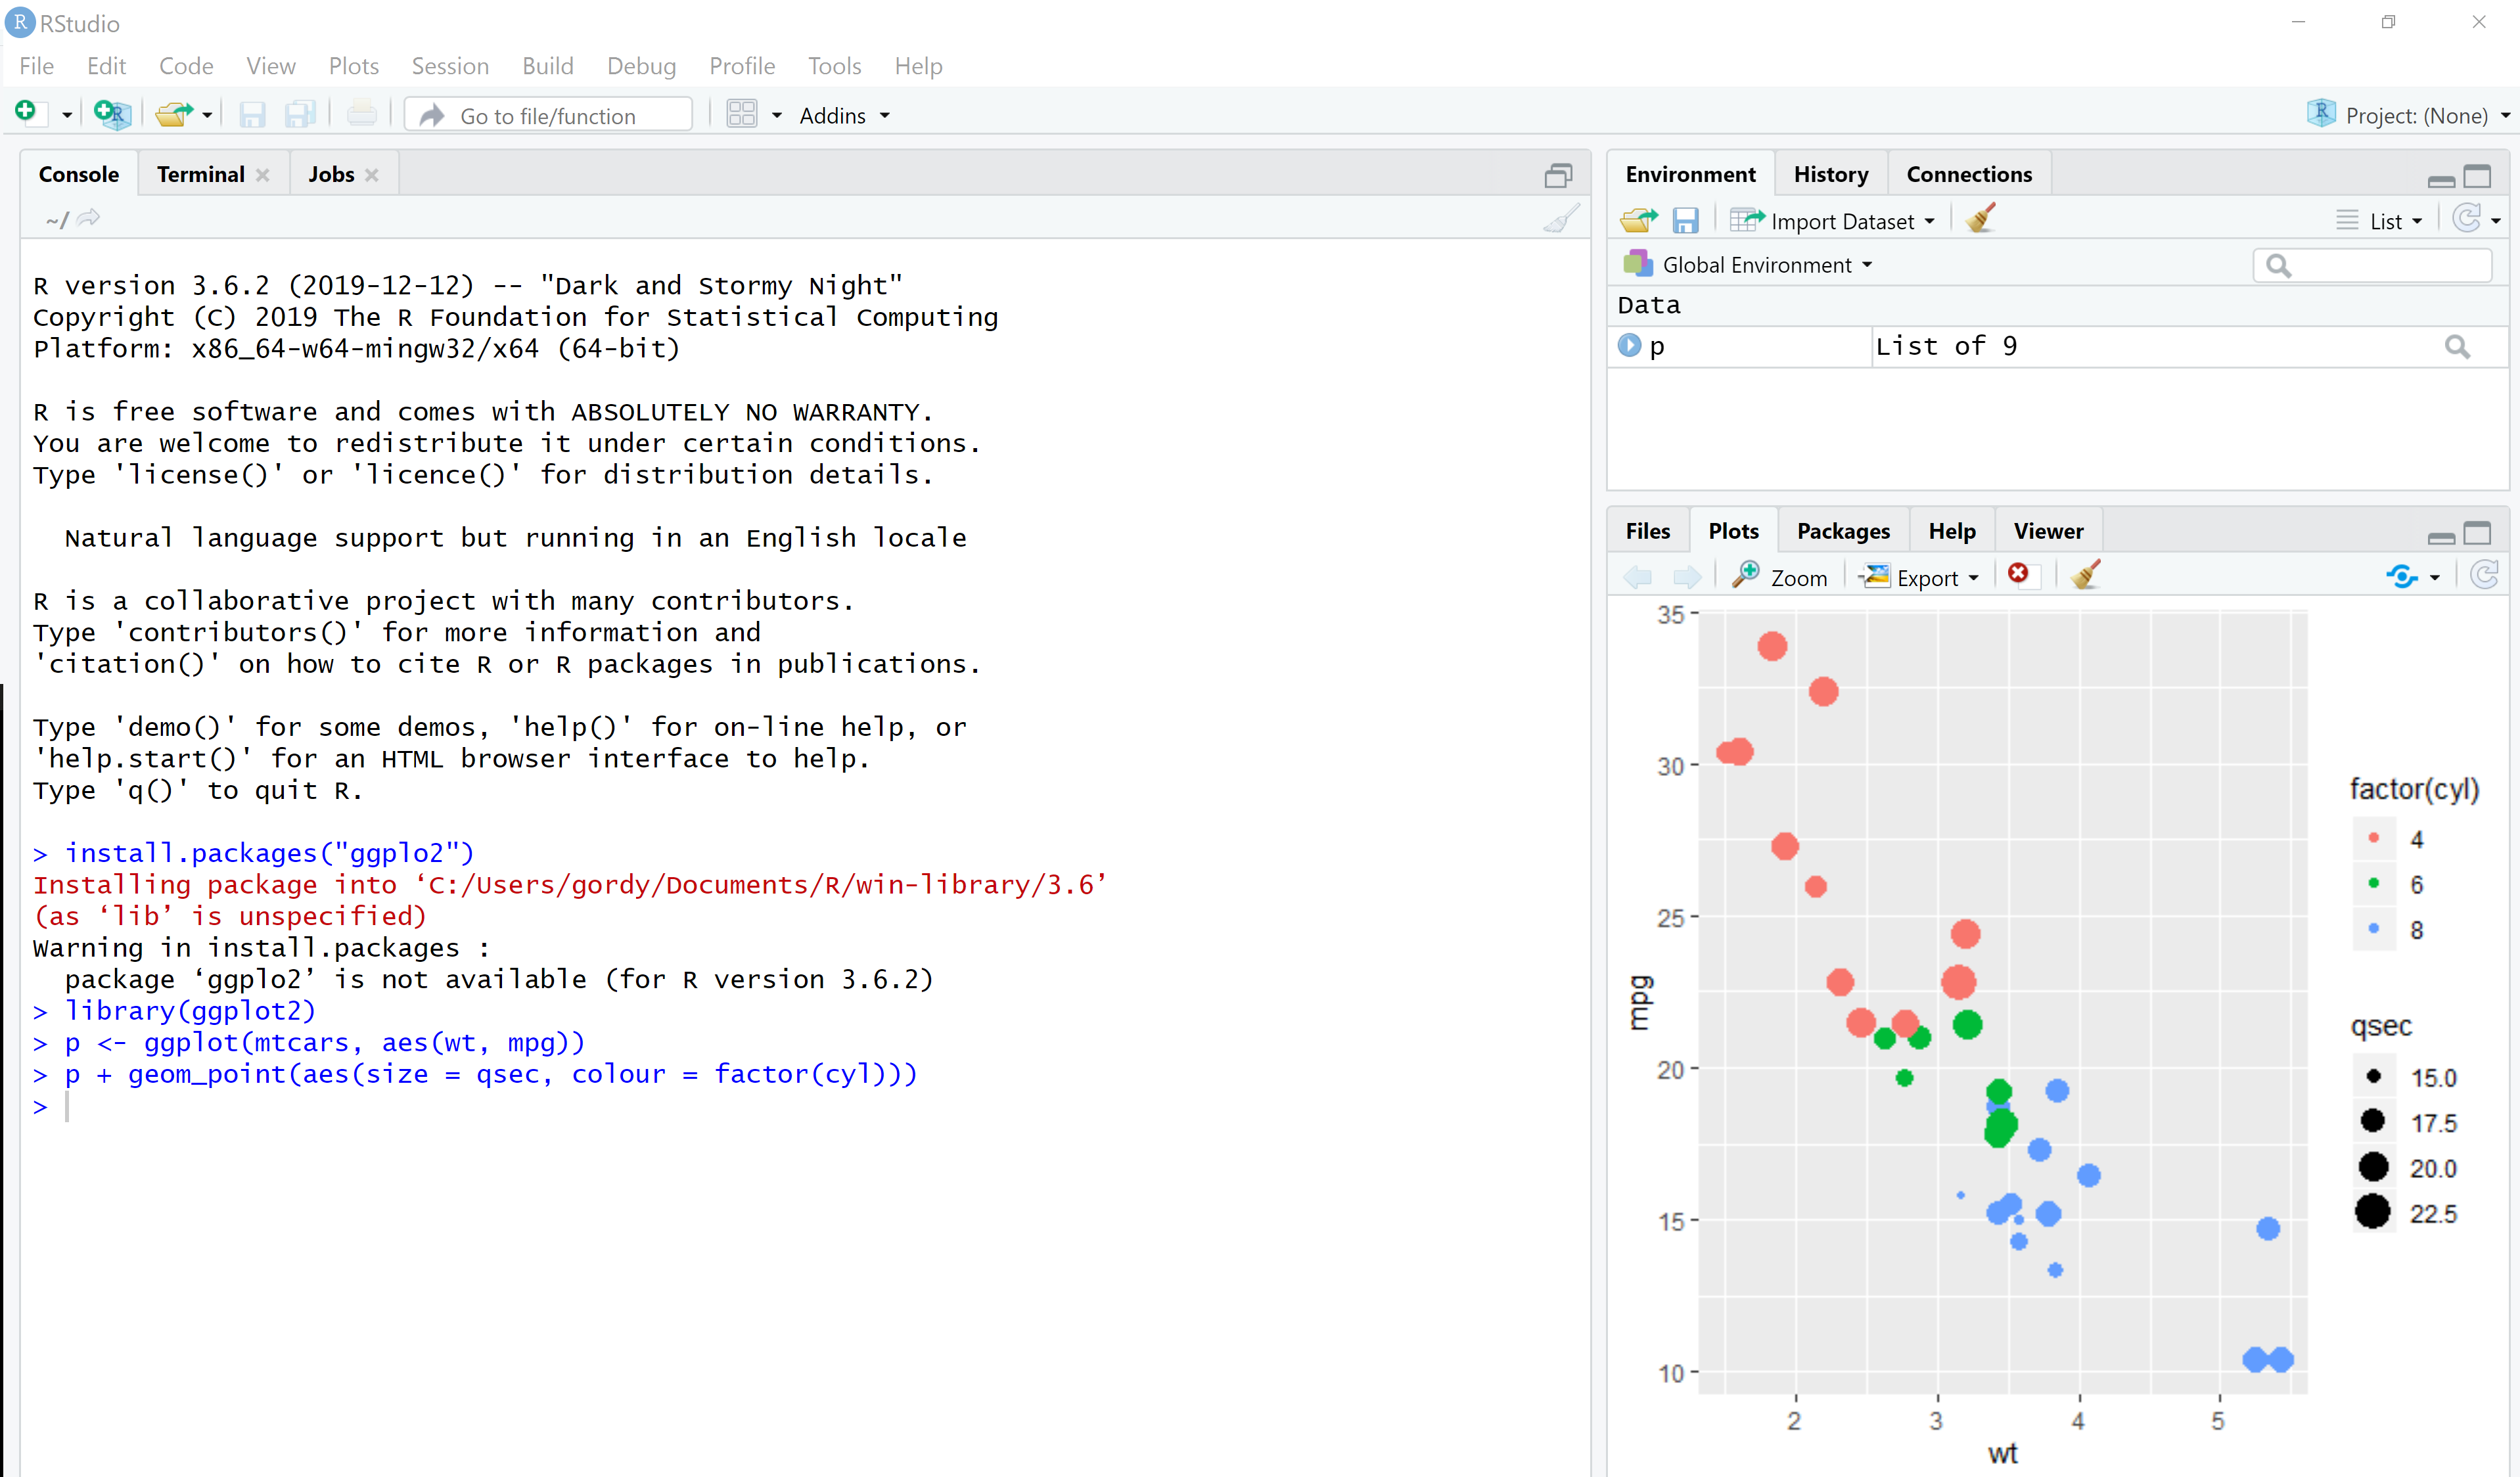 RStudio
File Edit Code View Plots Session Build Debug Profile Tools Help
Go to file/function Addins Project: (None)
Console Terminal Jobs
~/
R version 3.6.2 (2019-12-12) -- "Dark and Stormy Night"
Copyright (C) 2019 The R Foundation for Statistical Computing
Platform: x86_64-w64-mingw32/x64 (64-bit)
R is free software and comes with ABSOLUTELY NO WARRANTY.
You are welcome to redistribute it under certain conditions.
Type 'license()' or 'licence()' for distribution details.
Natural language support but running in an English locale
R is a collaborative project with many contributors.
Type 'contributors()' for more information and
'citation()' on how to cite R or R packages in publications.
Type 'demo()' for some demos, 'help()' for on-line help, or
'help.start()' for an HTML browser interface to help.
Type 'q()' to quit R.
> install.packages("ggplo2")
Installing package into ‘C:/Users/gordy/Documents/R/win-library/3.6’
(as ‘lib’ is unspecified)
Warning in install.packages :
package ‘ggplo2’ is not available (for R version 3.6.2)
> library(ggplot2)
> p <- ggplot(mtcars, aes(wt, mpg))
> p + geom_point(aes(size = qsec, colour = factor(cyl)))
>
Environment History Connections
Import Dataset List
Global Environment
Data
p List of 9
Files Plots Packages Help Viewer
Zoom Export
35
30
25
20
15
10
mpg
2 3 4 5
wt
factor(cyl)
4
6
8
qsec
15.0
17.5
20.0
22.5